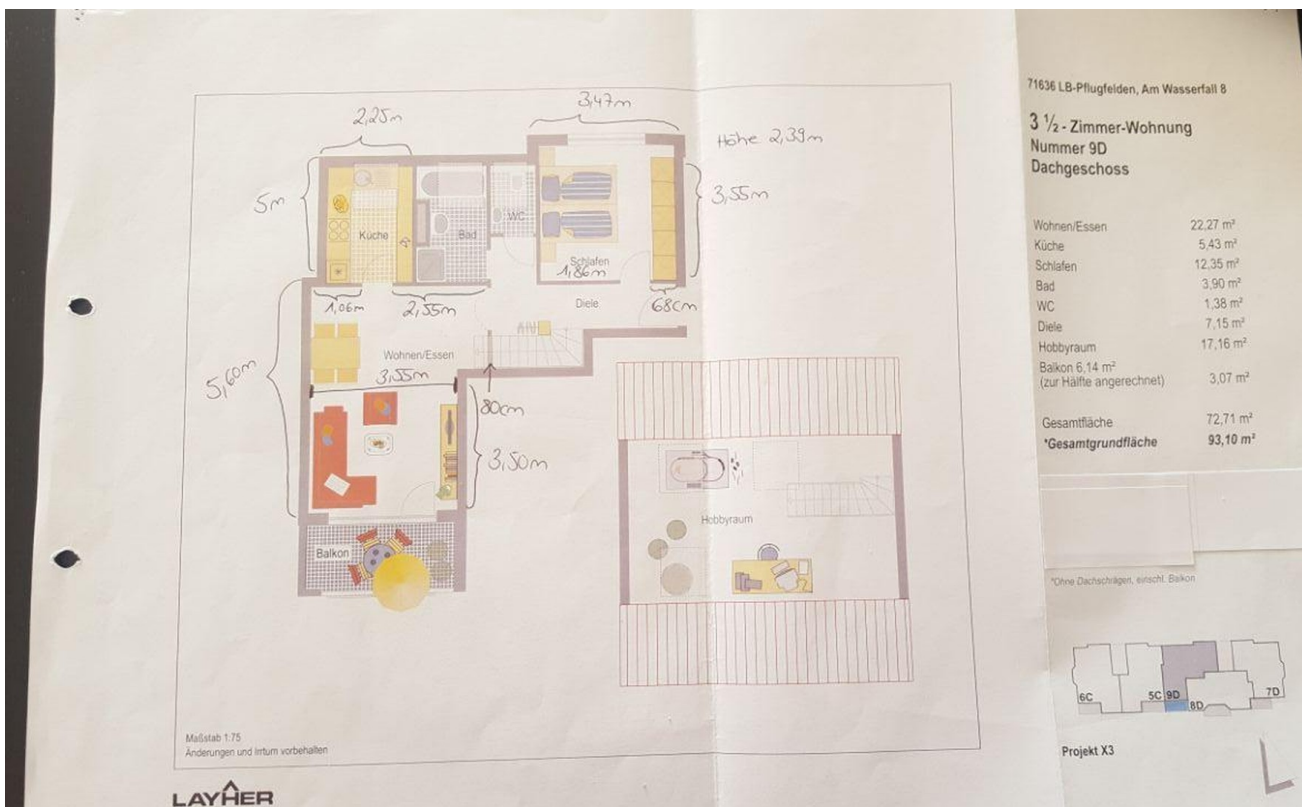 71636 LB-Pflugfelden, Am Wasserfall 8
3 ½ - Zimmer-Wohnung
Nummer 9D
Dachgeschoss
Wohnen/Essen 22,27 m²
Küche 5,43 m²
Schlafen 12,35 m²
Bad 3,90 m²
WC 1,38 m²
Diele 7,15 m²
Hobbyraum 17,16 m²
Balkon 6,14 m²
(zur Hälfte angerechnet) 3,07 m²
Gesamtfläche 72,71 m²
*Gesamtgrundfläche 93,10 m²
*Ohne Dachschrägen, einschl. Balkon
6C 5C 9D 8D 7D
Projekt X3
2,25m
3,47m
Höhe 2,39m
5m
3,55m
Küche
Bad
WC
Schlafen
1,86m
1,06m
2,55m
Diele
68cm
Wohnen/Essen
5,60m
3,55m
80cm
3,50m
Balkon
Hobbyraum
Maßstab 1:75
Änderungen und Irrtum vorbehalten
LAYHER